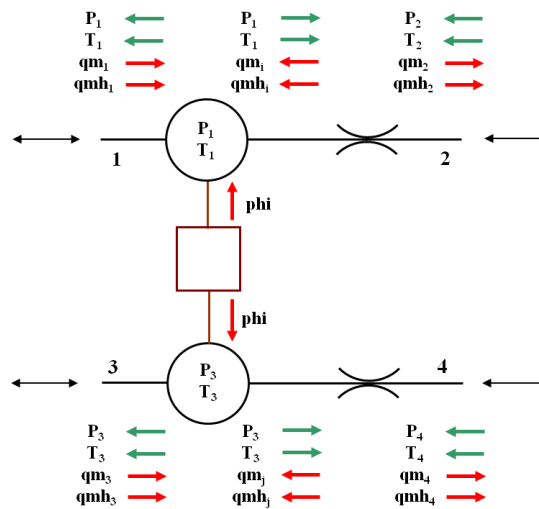 P₁ P₁ P₂
T₁ T₁ T₂
qm₁ qmᵢ qm₂
qmh₁ qmhᵢ qmh₂
P₁
T₁
1 2
phi
phi
3 4
P₃
T₃
P₃ P₃ P₄
T₃ T₃ T₄
qm₃ qmⱼ qm₄
qmh₃ qmhⱼ qmh₄